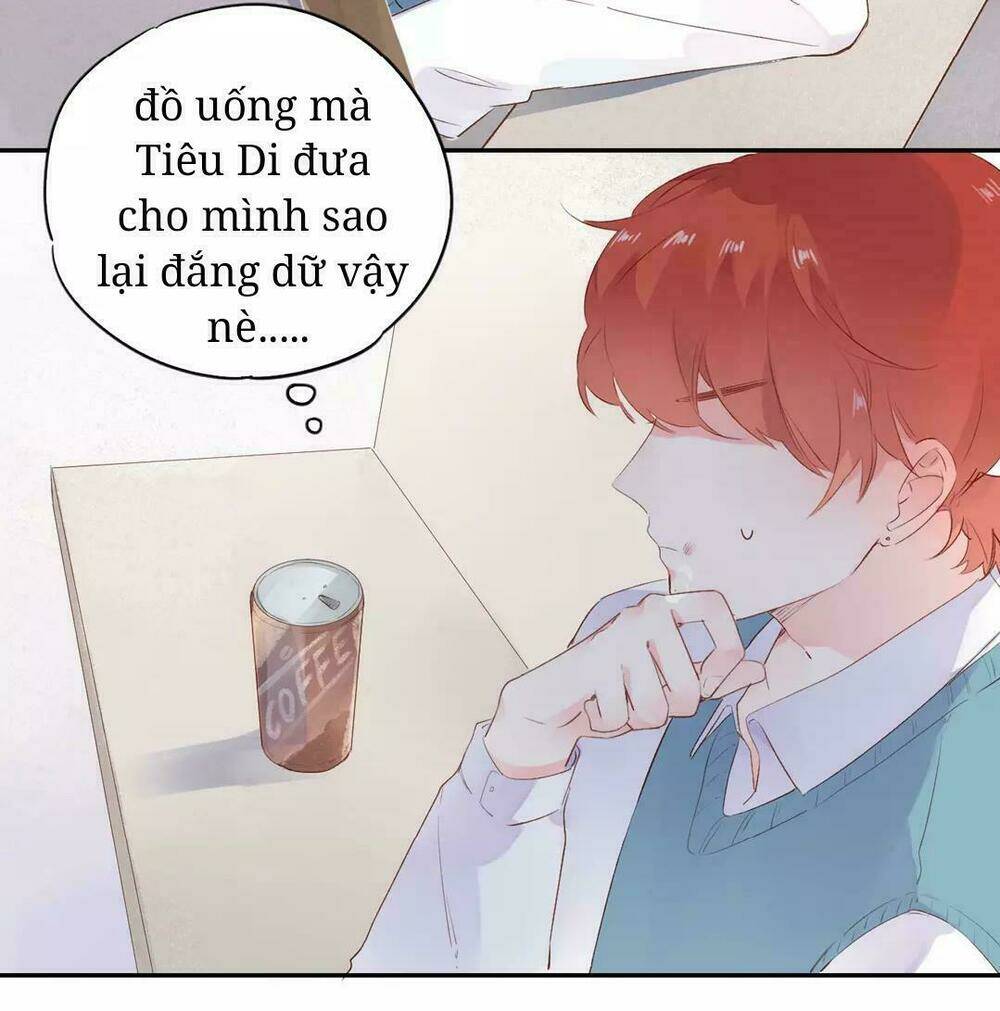 đồ uống mà
Tiêu Di đưa
cho mình sao
lại đắng dữ vậy
nè.....
COFFEE